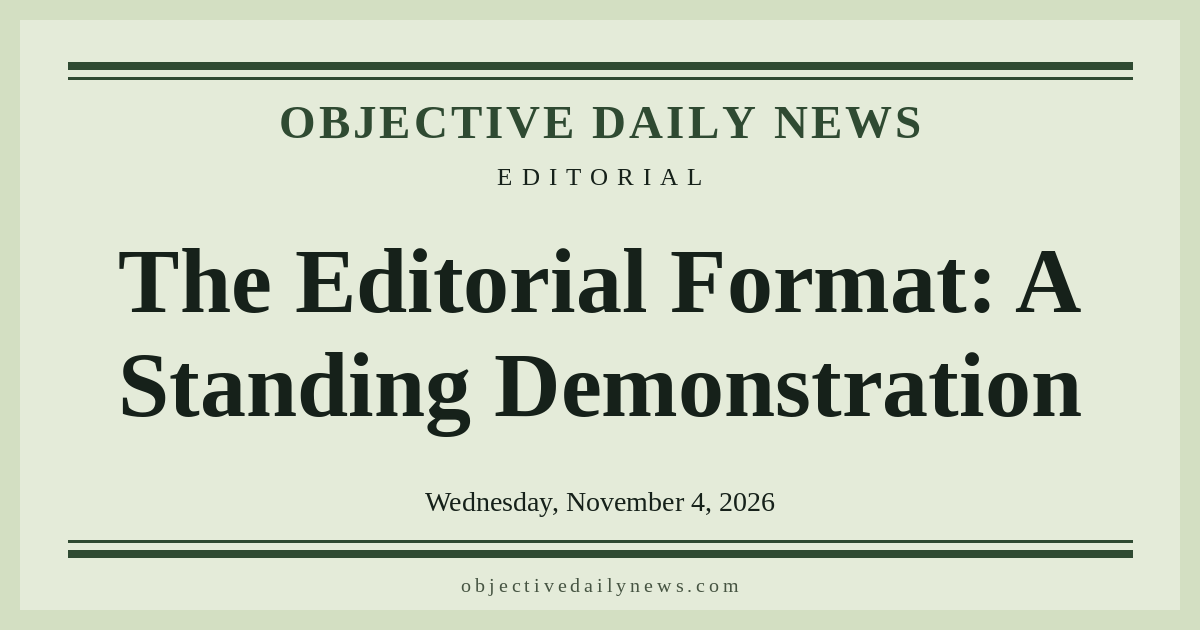 OBJECTIVE DAILY NEWS
EDITORIAL
The Editorial Format: A
Standing Demonstration
Wednesday, November 4, 2026
objectivedailynews.com